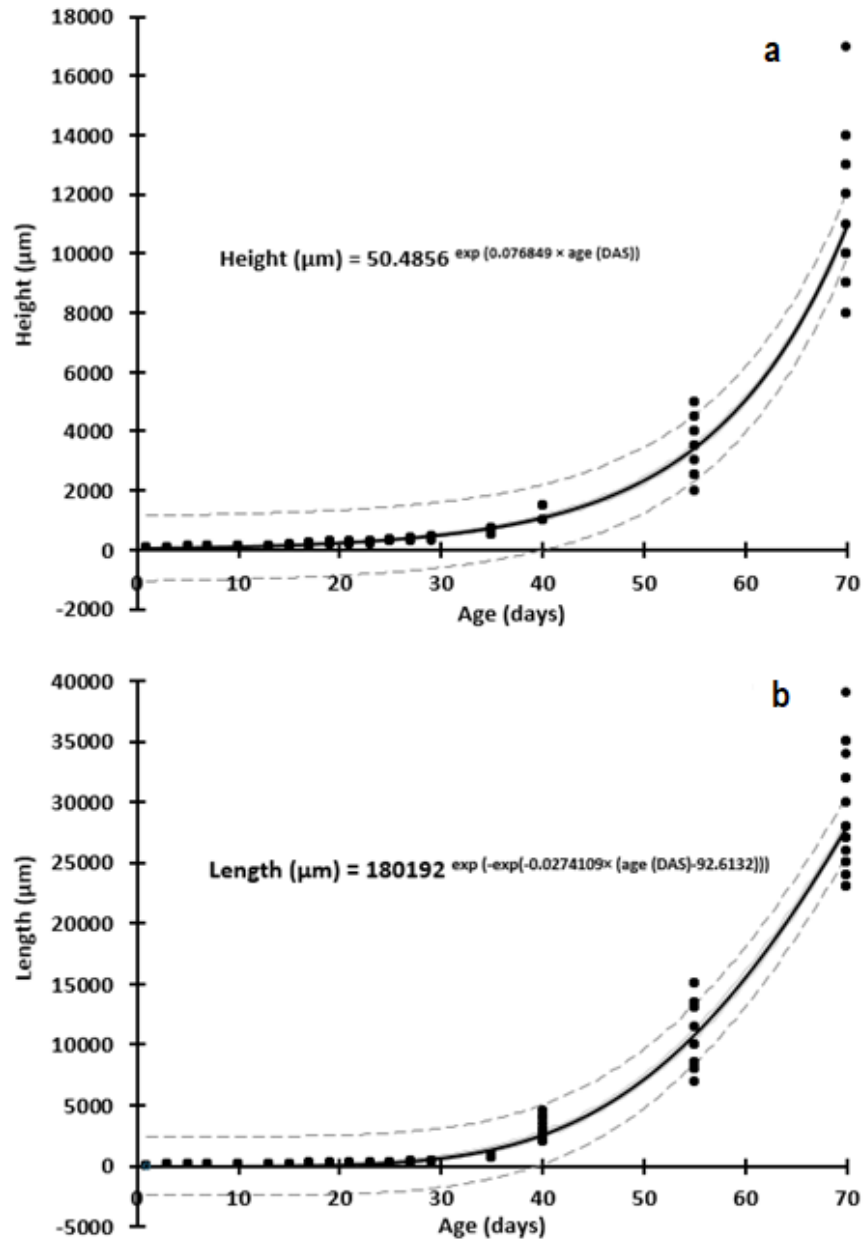 a
18000
16000
14000
12000
10000
8000
6000
4000
2000
0
-2000
Height (μm)
Height (μm) = 50.4856 exp (0.076849 × age (DAS))
0 10 20 30 40 50 60 70
Age (days)
b
40000
35000
30000
25000
20000
15000
10000
5000
0
-5000
Length (μm)
Length (μm) = 180192 exp (-exp(-0.0274109× (age (DAS)-92.6132)))
0 10 20 30 40 50 60 70
Age (days)